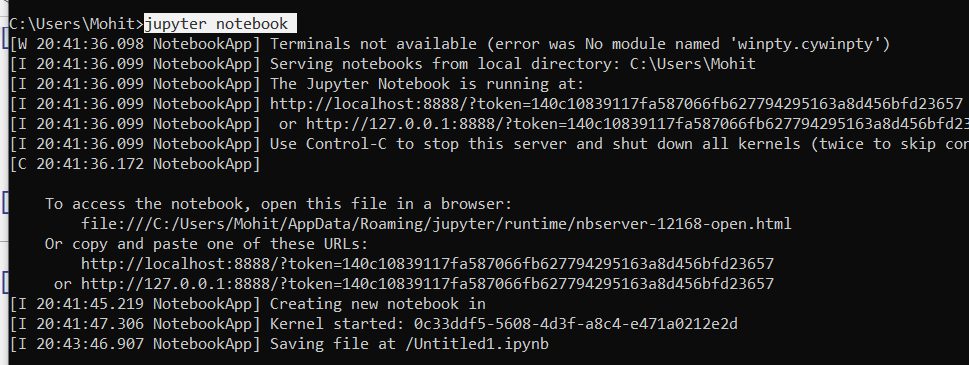 C:\Users\Mohit>jupyter notebook
[W 20:41:36.098 NotebookApp] Terminals not available (error was No module named 'winpty.cywinpty')
[I 20:41:36.099 NotebookApp] Serving notebooks from local directory: C:\Users\Mohit
[I 20:41:36.099 NotebookApp] The Jupyter Notebook is running at:
[I 20:41:36.099 NotebookApp] http://localhost:8888/?token=140c10839117fa587066fb627794295163a8d456bfd23657
[I 20:41:36.099 NotebookApp]  or http://127.0.0.1:8888/?token=140c10839117fa587066fb627794295163a8d456bfd2365
[I 20:41:36.099 NotebookApp] Use Control-C to stop this server and shut down all kernels (twice to skip con
[C 20:41:36.172 NotebookApp]
To access the notebook, open this file in a browser:
file:///C:/Users/Mohit/AppData/Roaming/jupyter/runtime/nbserver-12168-open.html
Or copy and paste one of these URLs:
http://localhost:8888/?token=140c10839117fa587066fb627794295163a8d456bfd23657
or http://127.0.0.1:8888/?token=140c10839117fa587066fb627794295163a8d456bfd23657
[I 20:41:45.219 NotebookApp] Creating new notebook in
[I 20:41:47.306 NotebookApp] Kernel started: 0c33ddf5-5608-4d3f-a8c4-e471a0212e2d
[I 20:43:46.907 NotebookApp] Saving file at /Untitled1.ipynb